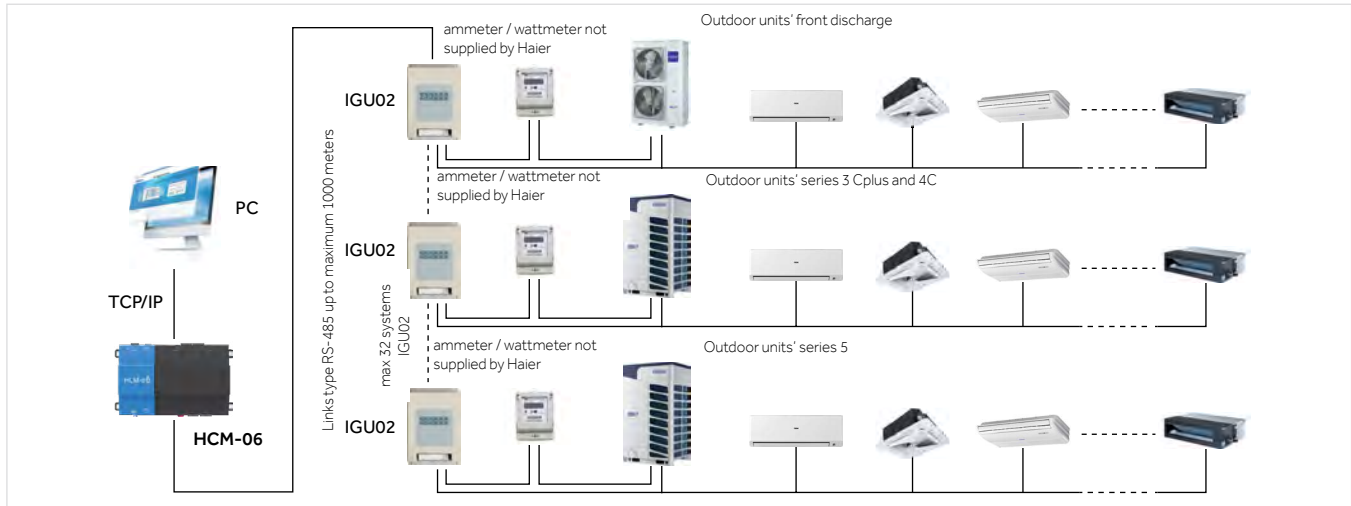 Outdoor units' front discharge
ammeter / wattmeter not
supplied by Haier
IGU02
ammeter / wattmeter not
supplied by Haier
Outdoor units' series 3 Cplus and 4C
PC
IGU02
TCP/IP
Links type RS-485 up to maximum 1000 meters
max 32 systems
IGU02
ammeter / wattmeter not
supplied by Haier
Outdoor units' series 5
HCM-06
IGU02
HCM-06